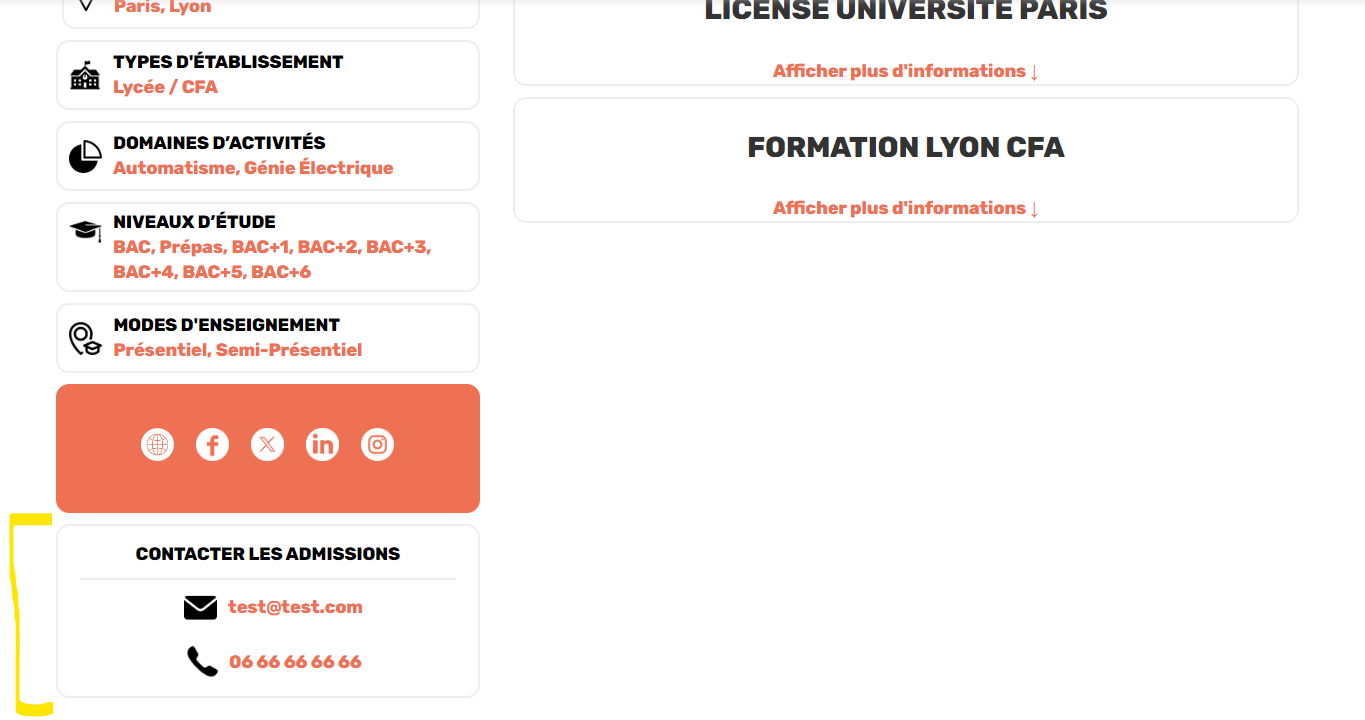 Paris, Lyon
TYPES D'ÉTABLISSEMENT
Lycée / CFA
DOMAINES D’ACTIVITÉS
Automatisme, Génie Électrique
NIVEAUX D’ÉTUDE
BAC, Prépas, BAC+1, BAC+2, BAC+3,
BAC+4, BAC+5, BAC+6
MODES D'ENSEIGNEMENT
Présentiel, Semi-Présentiel
CONTACTER LES ADMISSIONS
test@test.com
06 66 66 66 66
LICENSE UNIVERSITÉ PARIS
Afficher plus d'informations ↓
FORMATION LYON CFA
Afficher plus d'informations ↓